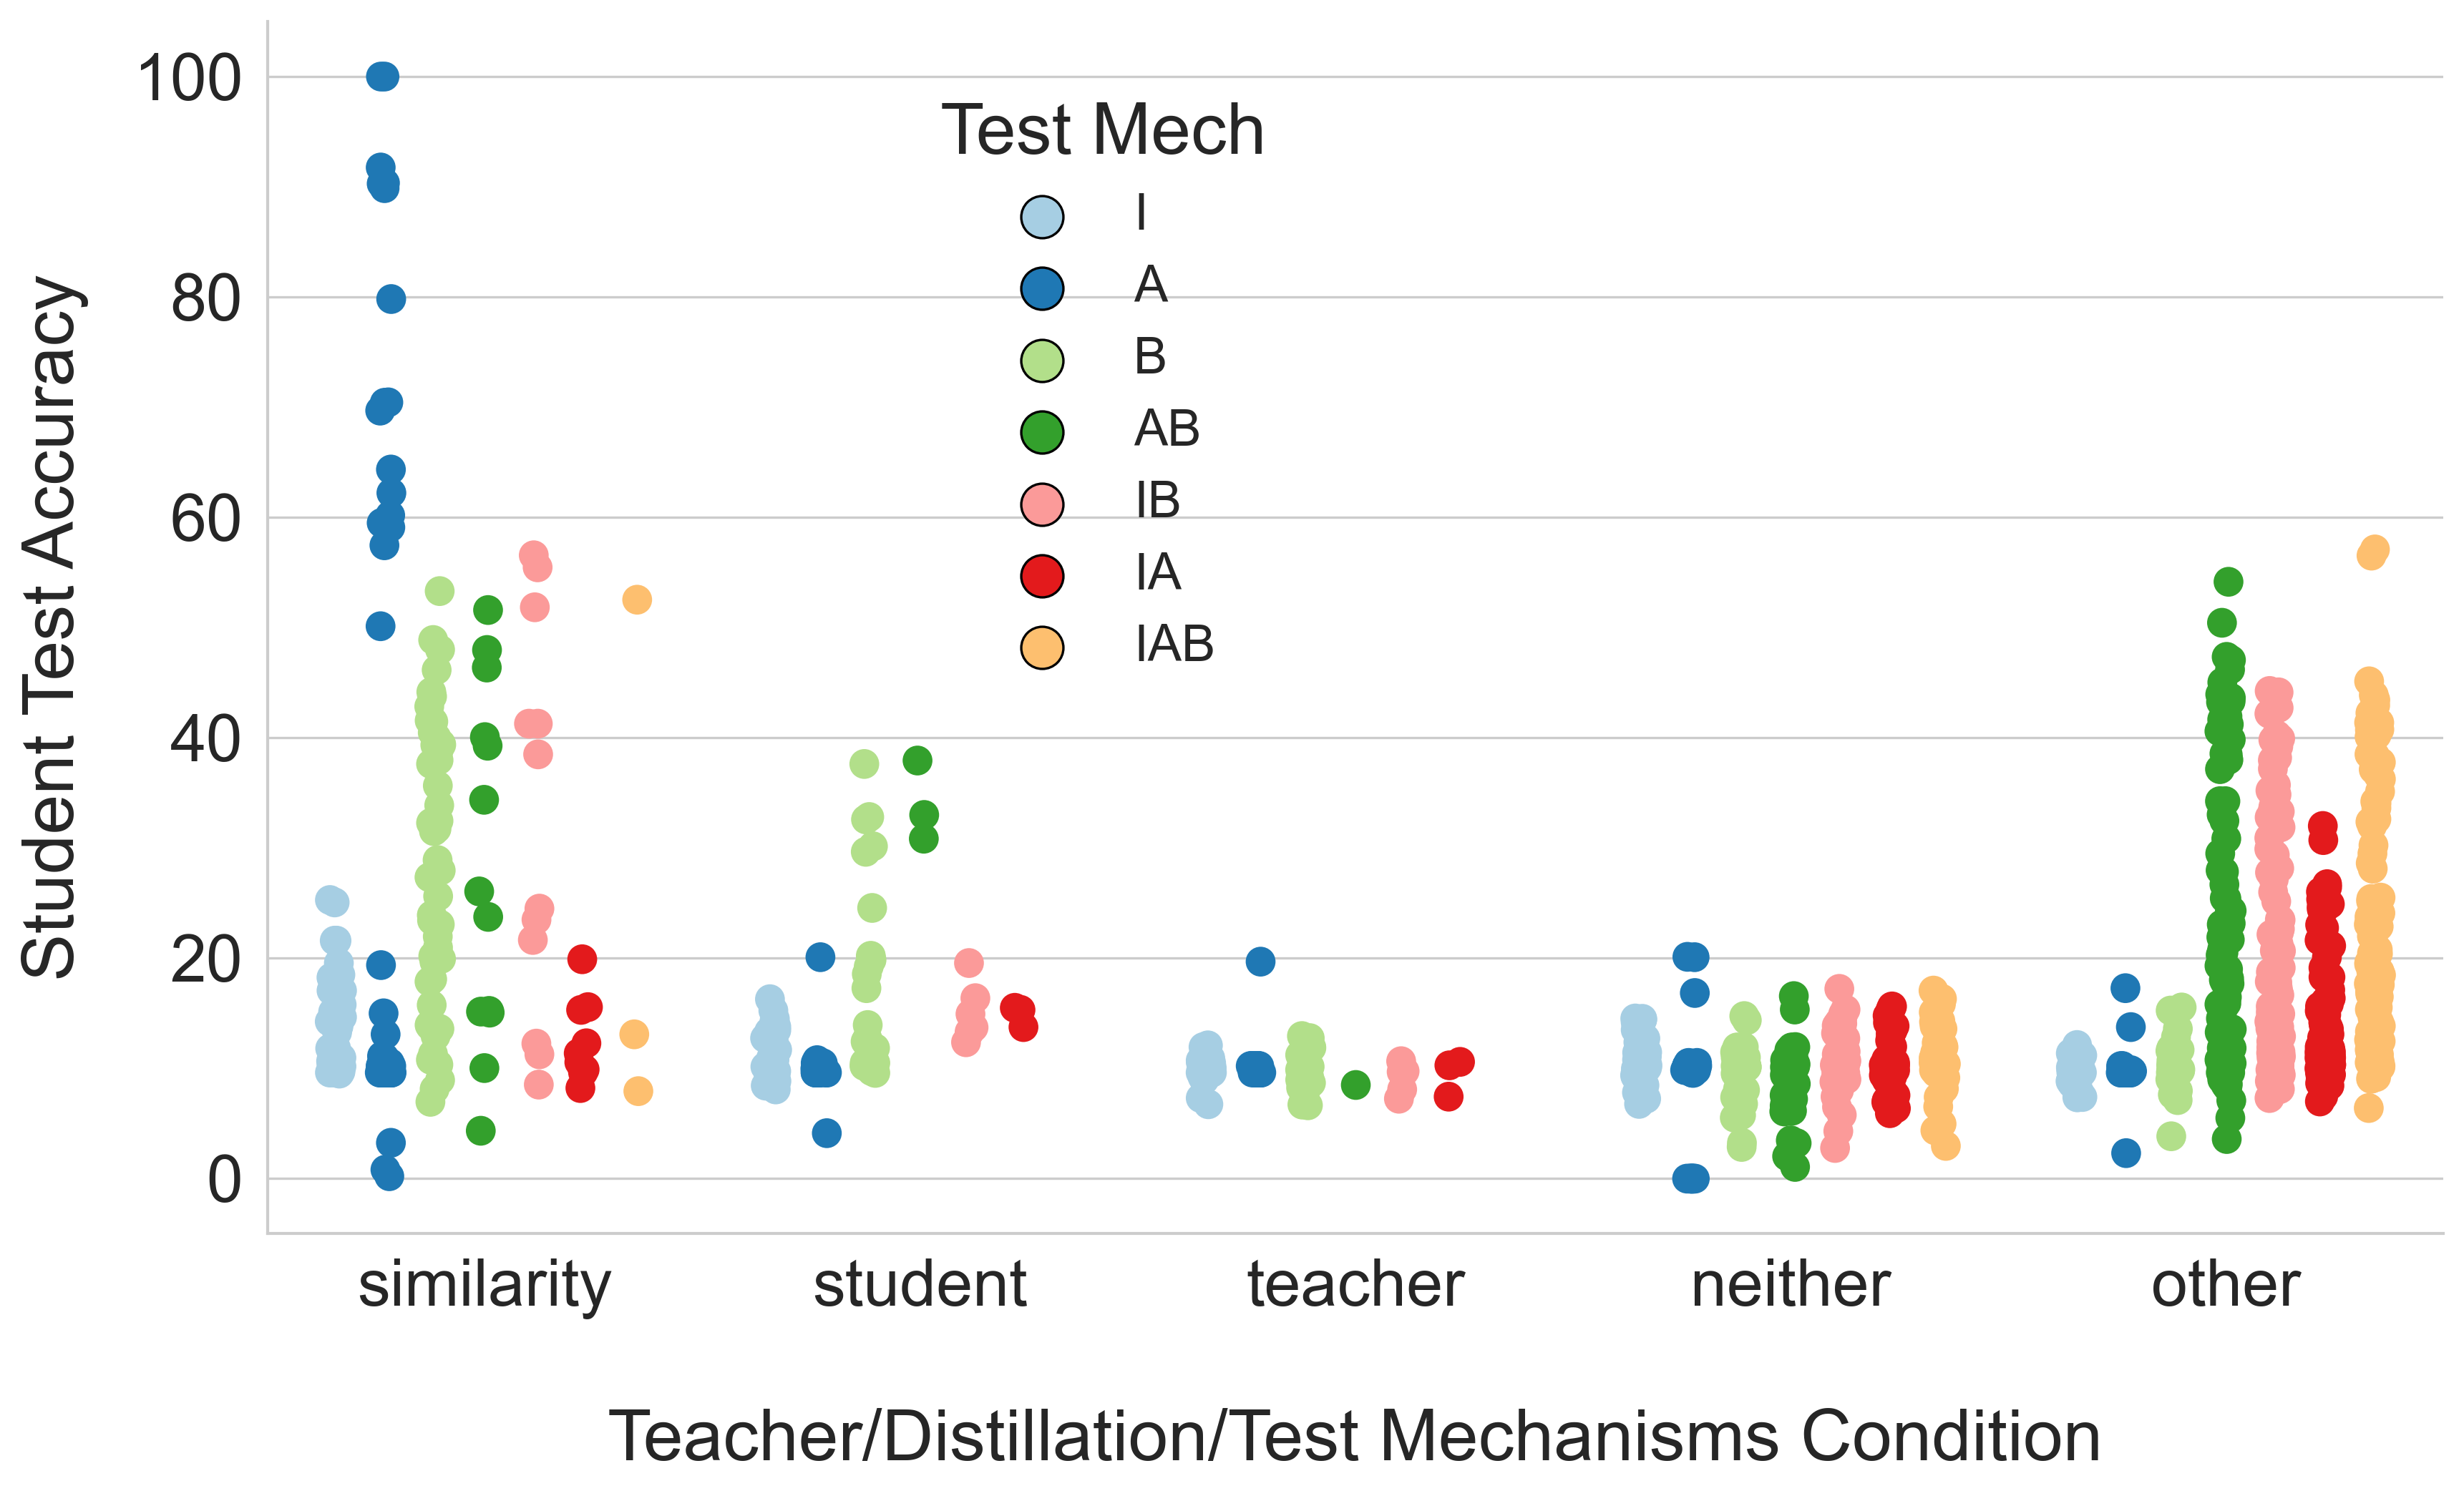 Student Test Accuracy
100
80
60
40
20
0
Test Mech
I
A
B
AB
IB
IA
IAB
similarity student teacher neither other
Teacher/Distillation/Test Mechanisms Condition